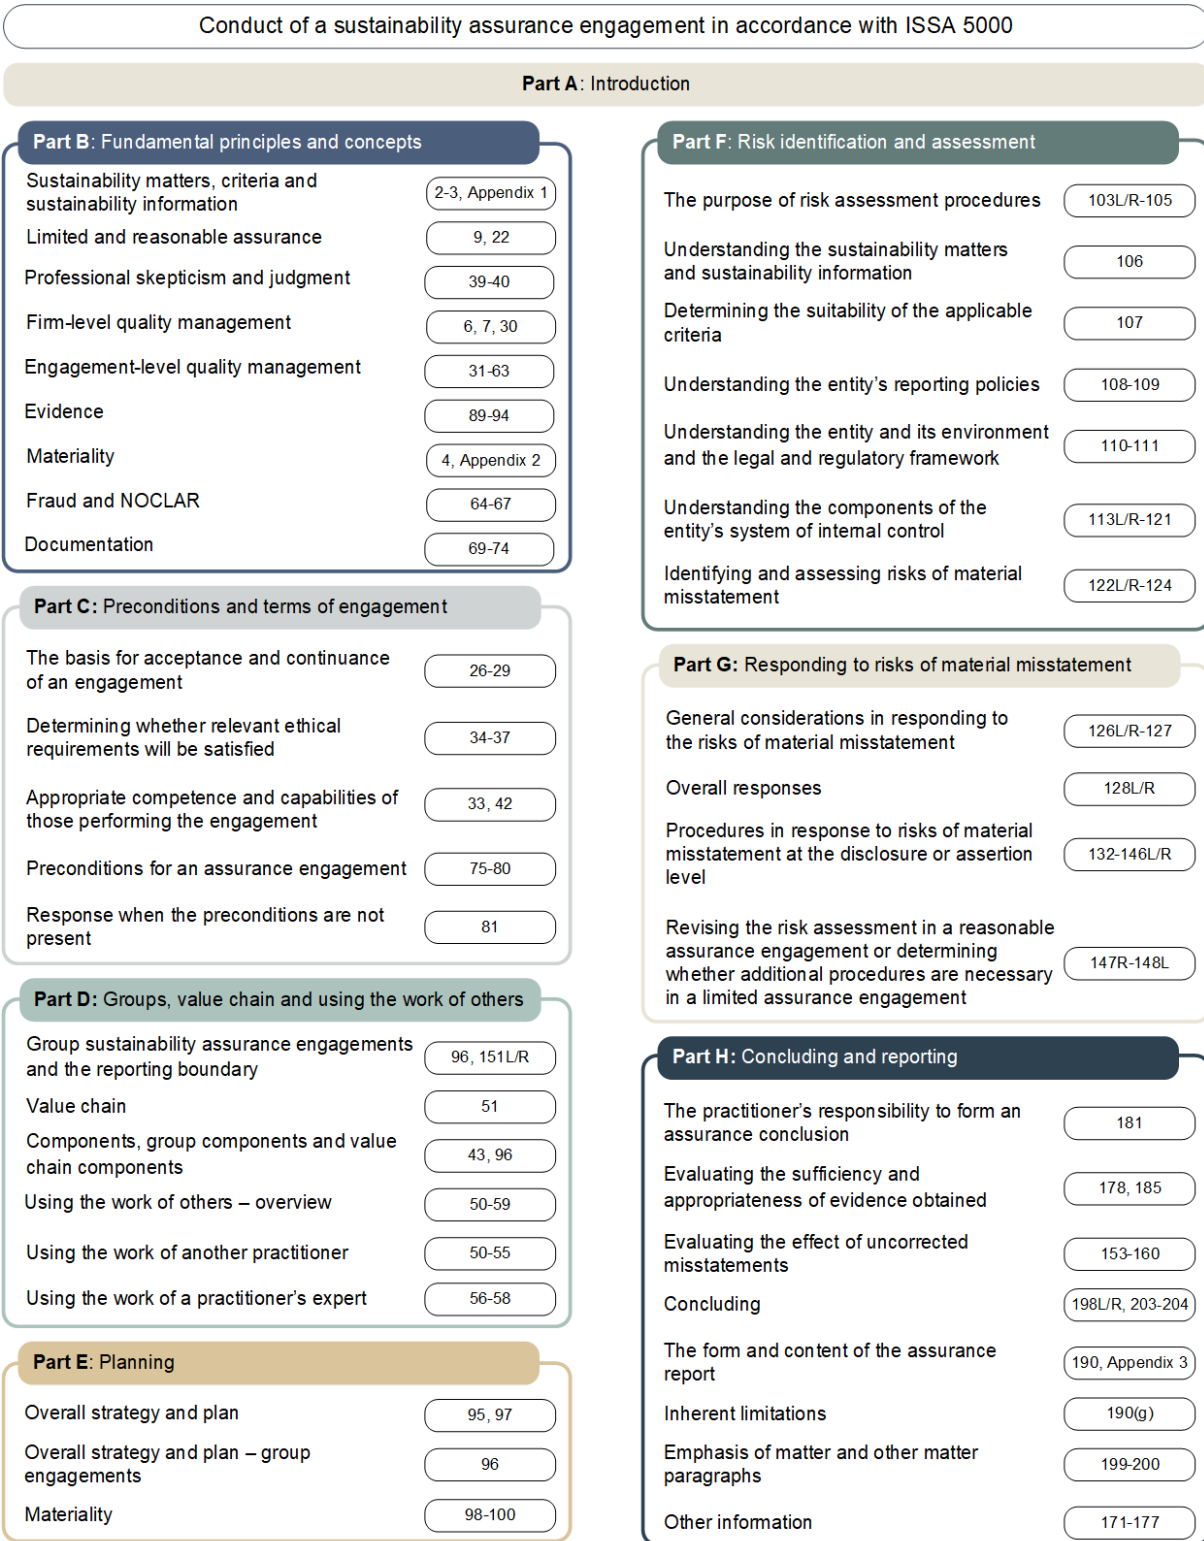 Conduct of a sustainability assurance engagement in accordance with ISSA 5000
Part A: Introduction
Part B: Fundamental principles and concepts
Sustainability matters, criteria and
sustainability information
2-3, Appendix 1
Limited and reasonable assurance
9, 22
Professional skepticism and judgment
39-40
Firm-level quality management
6, 7, 30
Engagement-level quality management
31-63
Evidence
89-94
Materiality
4, Appendix 2
Fraud and NOCLAR
64-67
Documentation
69-74
Part C: Preconditions and terms of engagement
The basis for acceptance and continuance
of an engagement
26-29
Determining whether relevant ethical
requirements will be satisfied
34-37
Appropriate competence and capabilities of
those performing the engagement
33, 42
Preconditions for an assurance engagement
75-80
Response when the preconditions are not
present
81
Part D: Groups, value chain and using the work of others
Group sustainability assurance engagements
and the reporting boundary
96, 151L/R
Value chain
51
Components, group components and value
chain components
43, 96
Using the work of others – overview
50-59
Using the work of another practitioner
50-55
Using the work of a practitioner's expert
56-58
Part E: Planning
Overall strategy and plan
95, 97
Overall strategy and plan – group
engagements
96
Materiality
98-100
Part F: Risk identification and assessment
The purpose of risk assessment procedures
103L/R-105
Understanding the sustainability matters
and sustainability information
106
Determining the suitability of the applicable
criteria
107
Understanding the entity's reporting policies
108-109
Understanding the entity and its environment
and the legal and regulatory framework
110-111
Understanding the components of the
entity's system of internal control
113L/R-121
Identifying and assessing risks of material
misstatement
122L/R-124
Part G: Responding to risks of material misstatement
General considerations in responding to
the risks of material misstatement
126L/R-127
Overall responses
128L/R
Procedures in response to risks of material
misstatement at the disclosure or assertion
level
132-146L/R
Revising the risk assessment in a reasonable
assurance engagement or determining
whether additional procedures are necessary
in a limited assurance engagement
147R-148L
Part H: Concluding and reporting
The practitioner's responsibility to form an
assurance conclusion
181
Evaluating the sufficiency and
appropriateness of evidence obtained
178, 185
Evaluating the effect of uncorrected
misstatements
153-160
Concluding
198L/R, 203-204
The form and content of the assurance
report
190, Appendix 3
Inherent limitations
190(g)
Emphasis of matter and other matter
paragraphs
199-200
Other information
171-177